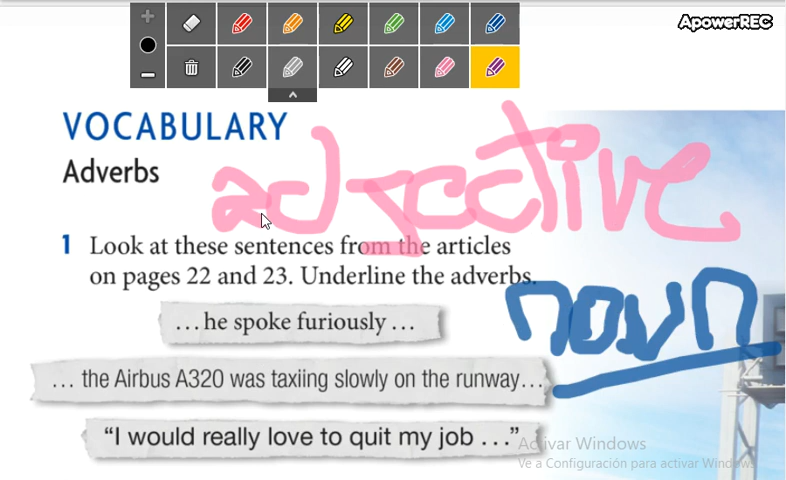 ApowerREC
VOCABULARY
Adverbs
adjective
1 Look at these sentences from the articles
on pages 22 and 23. Underline the adverbs.
noun
…he spoke furiously…
… the Airbus A320 was taxiing slowly on the runway…
“I would really love to quit my job …”
Activar Windows
Ve a Configuración para activar Windows.